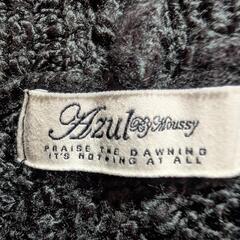 Azul By Moussy
PRAISE THE DAWNING
IT'S NOTHING AT ALL